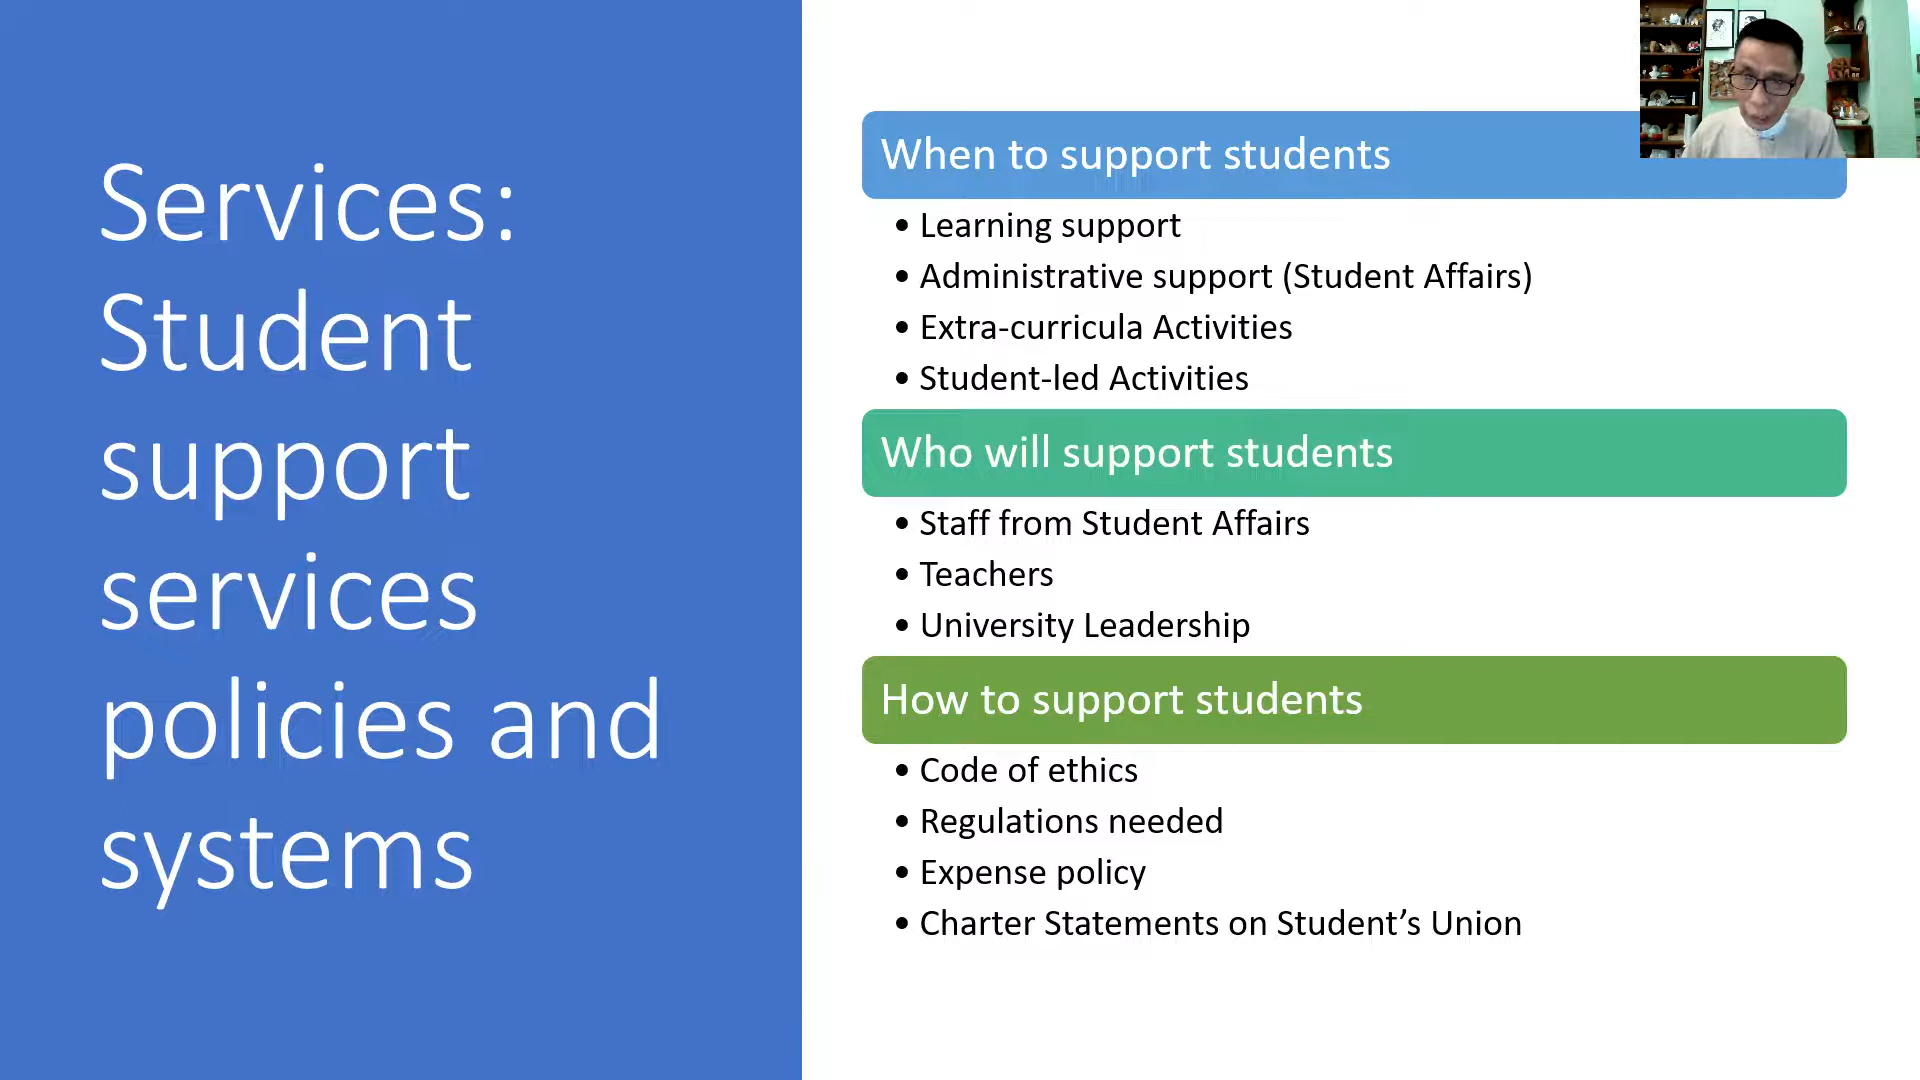 Services:
Student
support
services
policies and
systems
When to support students
• Learning support
• Administrative support (Student Affairs)
• Extra-curricula Activities
• Student-led Activities
Who will support students
• Staff from Student Affairs
• Teachers
• University Leadership
How to support students
• Code of ethics
• Regulations needed
• Expense policy
• Charter Statements on Student’s Union